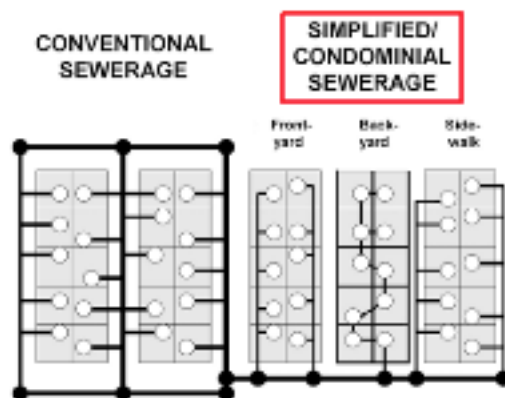 CONVENTIONAL
SEWERAGE
SIMPLIFIED/
CONDOMINIAL
SEWERAGE
Front-
yard
Back-
yard
Side-
walk